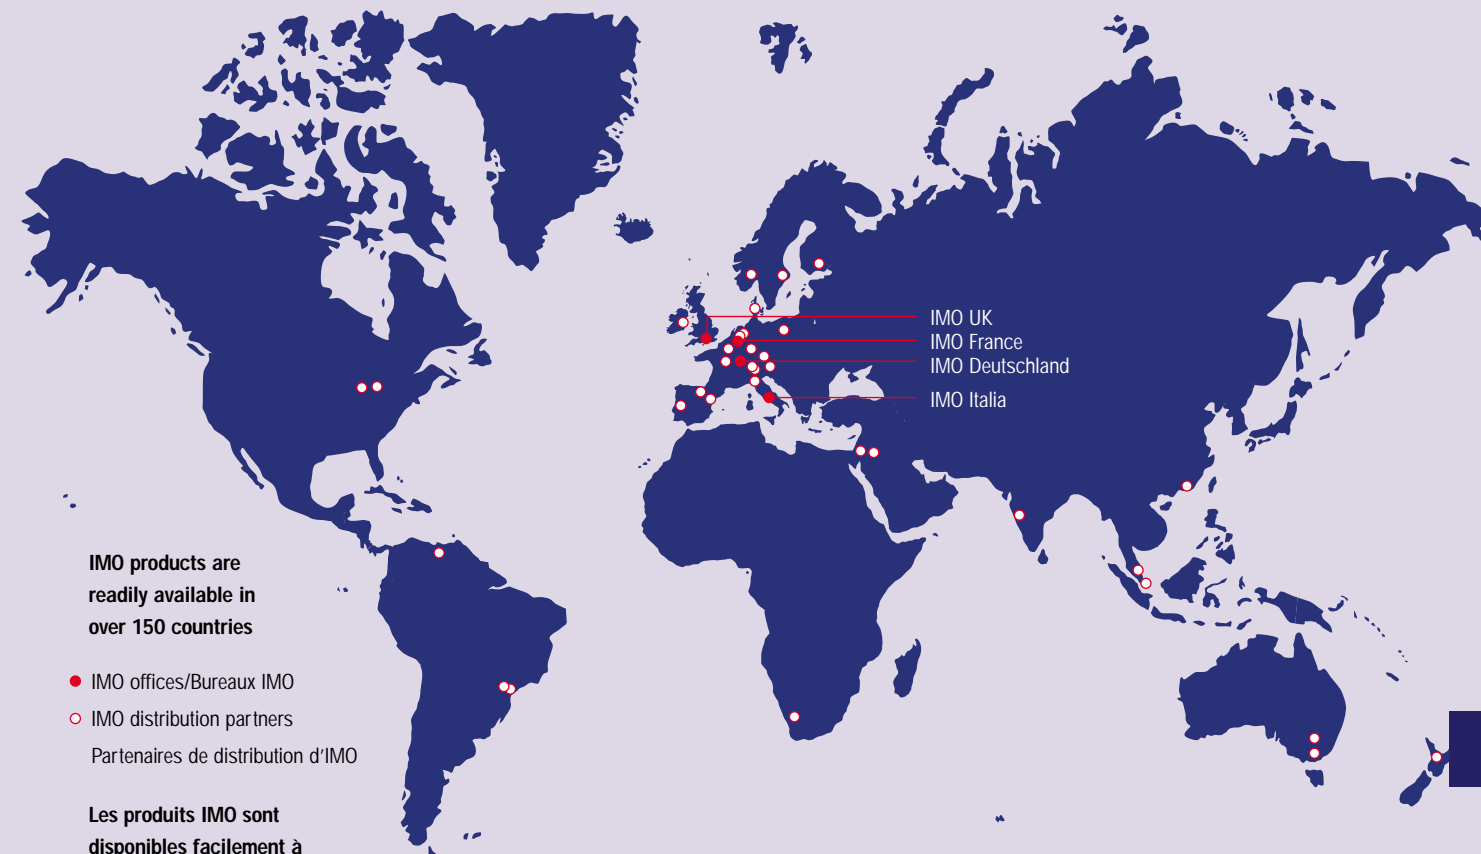 IMO UK
IMO France
IMO Deutschland
IMO Italia
IMO products are
readily available in
over 150 countries
IMO offices/Bureaux IMO
IMO distribution partners
Partenaires de distribution d'IMO
Les produits IMO sont
disponibles facilement à